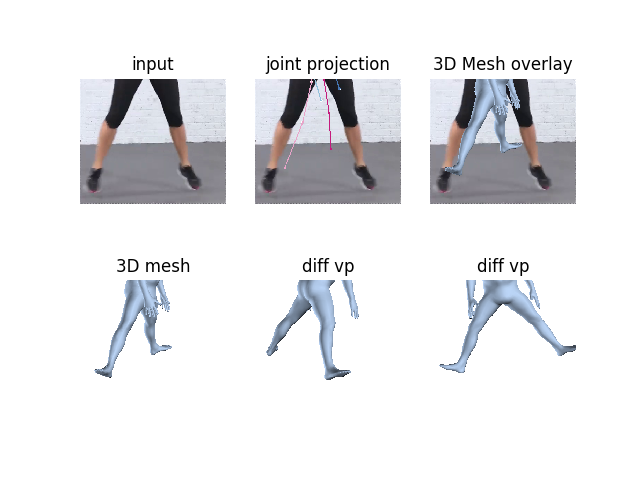 input
joint projection
3D Mesh overlay
3D mesh
diff vp
diff vp